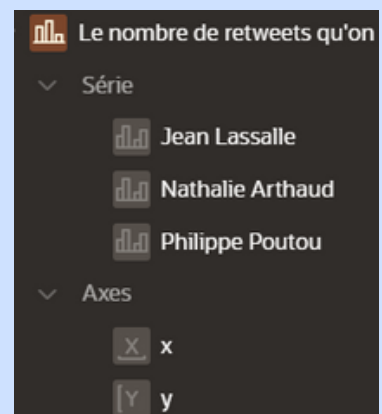 Le nombre de retweets qu'on
Série
Jean Lassalle
Nathalie Arthaud
Philippe Poutou
Axes
X x
Y y